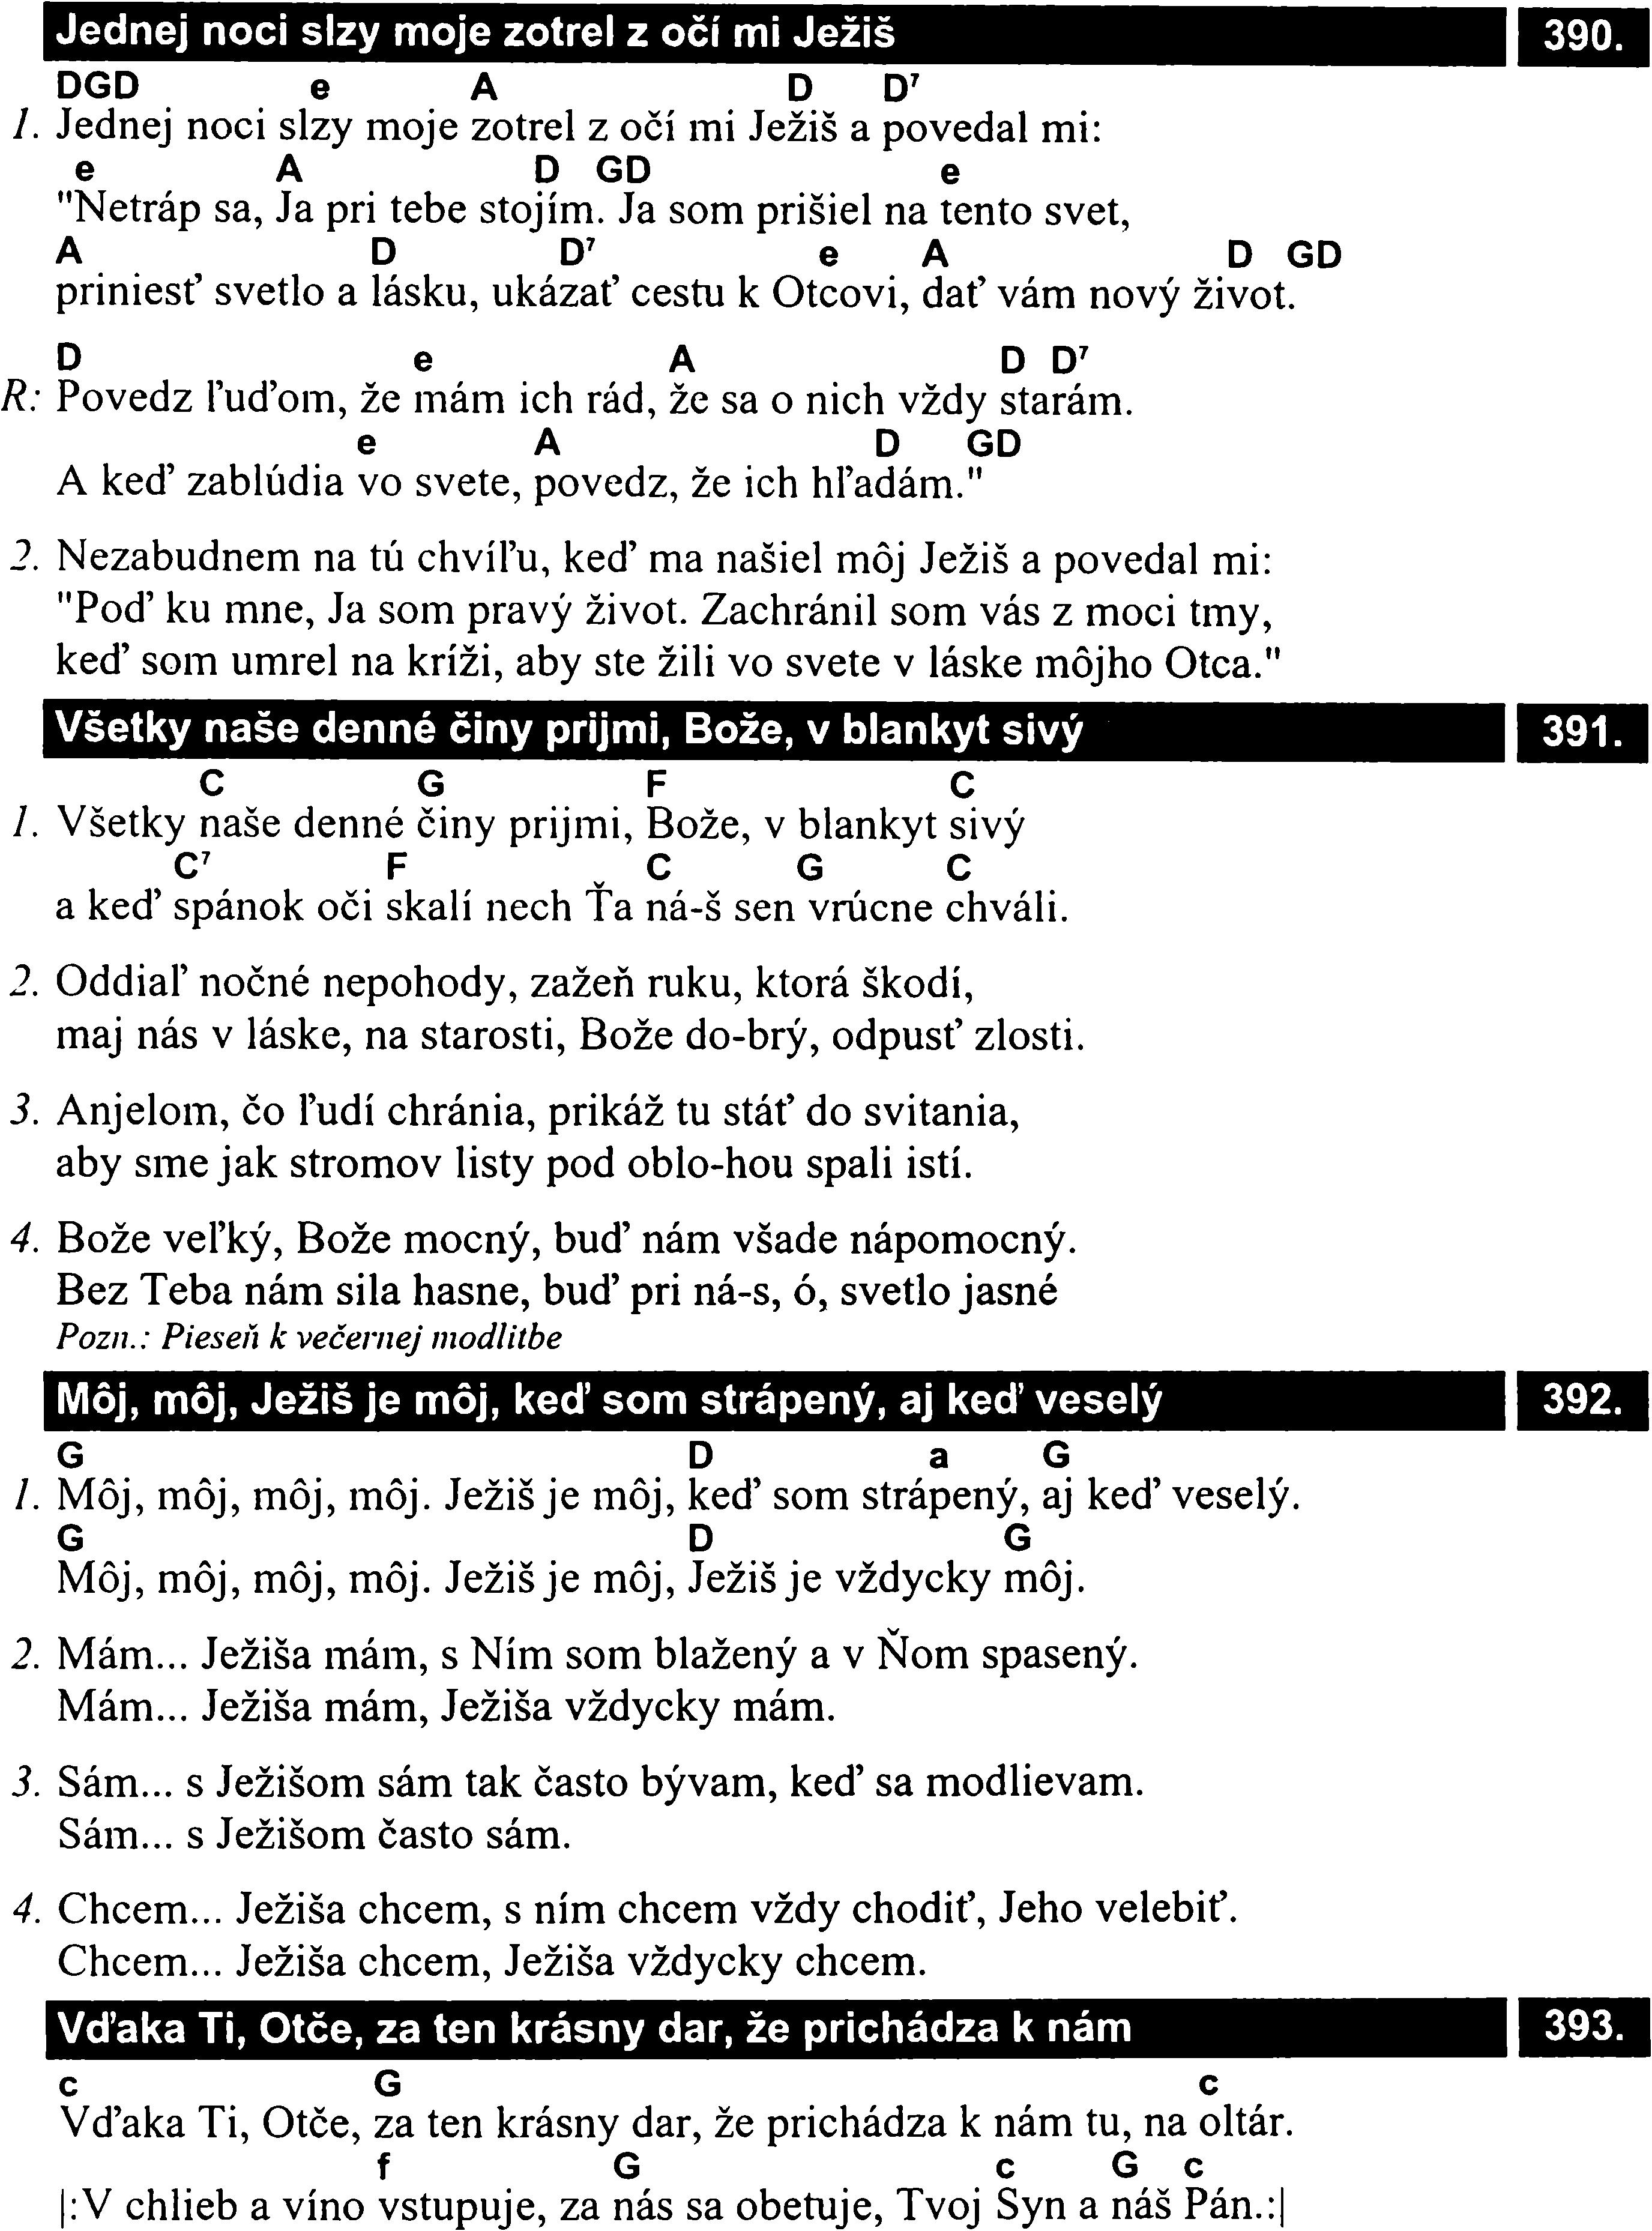 Jednej noci slzy moje zotrel z očí mi Ježiš 390.
DGD e A D D⁷
1. Jednej noci slzy moje zotrel z očí mi Ježiš a povedal mi:
e A D GD e
"Netráp sa, Ja pri tebe stojím. Ja som prišiel na tento svet,
A D D⁷ e A D GD
priniesť svetlo a lásku, ukázať cestu k Otcovi, dať vám nový život.
D e A D D⁷
R: Povedz ľuďom, že mám ich rád, že sa o nich vždy starám.
e A D GD
A keď zablúdia vo svete, povedz, že ich hľadám."
2. Nezabudnem na tú chvíľu, keď ma našiel môj Ježiš a povedal mi:
"Poď ku mne, Ja som pravý život. Zachránil som vás z moci tmy,
keď som umrel na kríži, aby ste žili vo svete v láske môjho Otca."
Všetky naše denné činy prijmi, Bože, v blankyt sivý 391.
C G F C
1. Všetky naše denné činy prijmi, Bože, v blankyt sivý
C⁷ F C G C
a keď spánok oči skalí nech Ťa ná-š sen vrúcne chváli.
2. Oddiaľ nočné nepohody, zažeň ruku, ktorá škodí,
maj nás v láske, na starosti, Bože do-brý, odpusť zlosti.
3. Anjelom, čo ľudí chránia, prikáž tu stáť do svitania,
aby sme jak stromov listy pod oblo-hou spali istí.
4. Bože veľký, Bože mocný, buď nám všade nápomocný.
Bez Teba nám sila hasne, buď pri ná-s, ó, svetlo jasné
Pozn.: Pieseň k večernej modlitbe
Môj, môj, Ježiš je môj, keď som strápený, aj keď veselý 392.
G D a G
1. Môj, môj, môj, môj. Ježiš je môj, keď som strápený, aj keď veselý.
G D G
Môj, môj, môj, môj. Ježiš je môj, Ježiš je vždycky môj.
2. Mám... Ježiša mám, s Ním som blažený a v Ňom spasený.
Mám... Ježiša mám, Ježiša vždycky mám.
3. Sám... s Ježišom sám tak často bývam, keď sa modlievam.
Sám... s Ježišom často sám.
4. Chcem... Ježiša chcem, s ním chcem vždy chodiť, Jeho velebiť.
Chcem... Ježiša chcem, Ježiša vždycky chcem.
Vďaka Ti, Otče, za ten krásny dar, že prichádza k nám 393.
c G c
Vďaka Ti, Otče, za ten krásny dar, že prichádza k nám tu, na oltár.
f G c G c
|:V chlieb a víno vstupuje, za nás sa obetuje, Tvoj Syn a náš Pán.:|